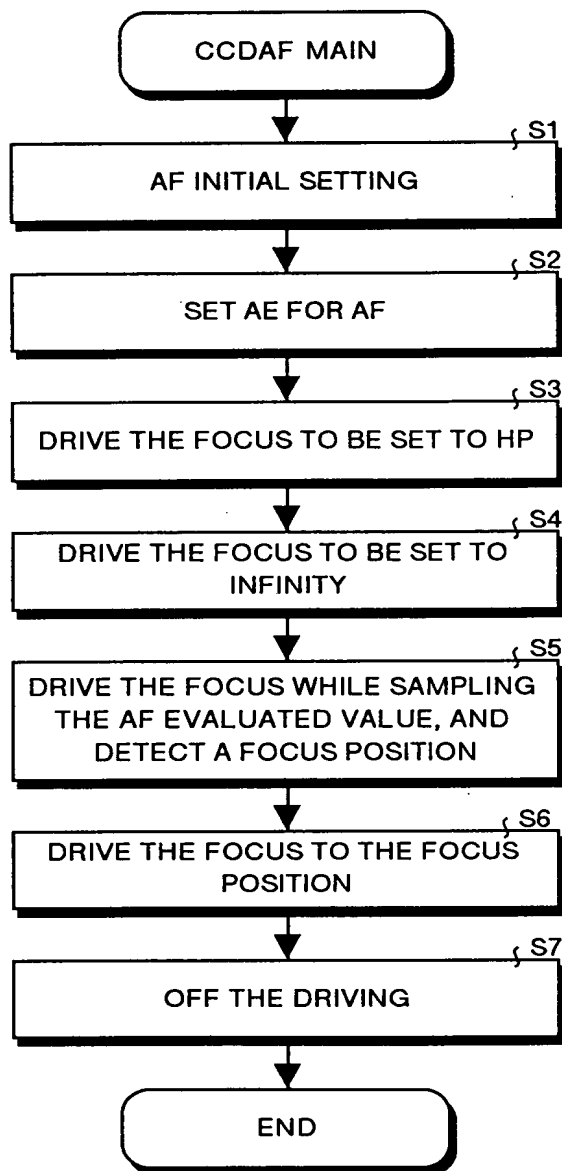 CCDAF MAIN
S1
AF INITIAL SETTING
S2
SET AE FOR AF
S3
DRIVE THE FOCUS TO BE SET TO HP
S4
DRIVE THE FOCUS TO BE SET TO
INFINITY
S5
DRIVE THE FOCUS WHILE SAMPLING
THE AF EVALUATED VALUE, AND
DETECT A FOCUS POSITION
S6
DRIVE THE FOCUS TO THE FOCUS
POSITION
S7
OFF THE DRIVING
END